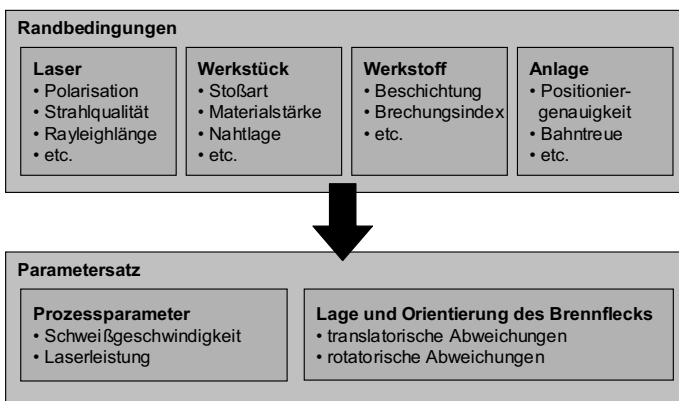 Randbedingungen
Laser
• Polarisation
• Strahlqualität
• Rayleighlänge
• etc.
Werkstück
• Stoßart
• Materialstärke
• Nahtlage
• etc.
Werkstoff
• Beschichtung
• Brechungsindex
• etc.
Anlage
• Positionier-
genauigkeit
• Bahntreue
• etc.
Parametersatz
Prozessparameter
• Schweißgeschwindigkeit
• Laserleistung
Lage und Orientierung des Brennflecks
• translatorische Abweichungen
• rotatorische Abweichungen